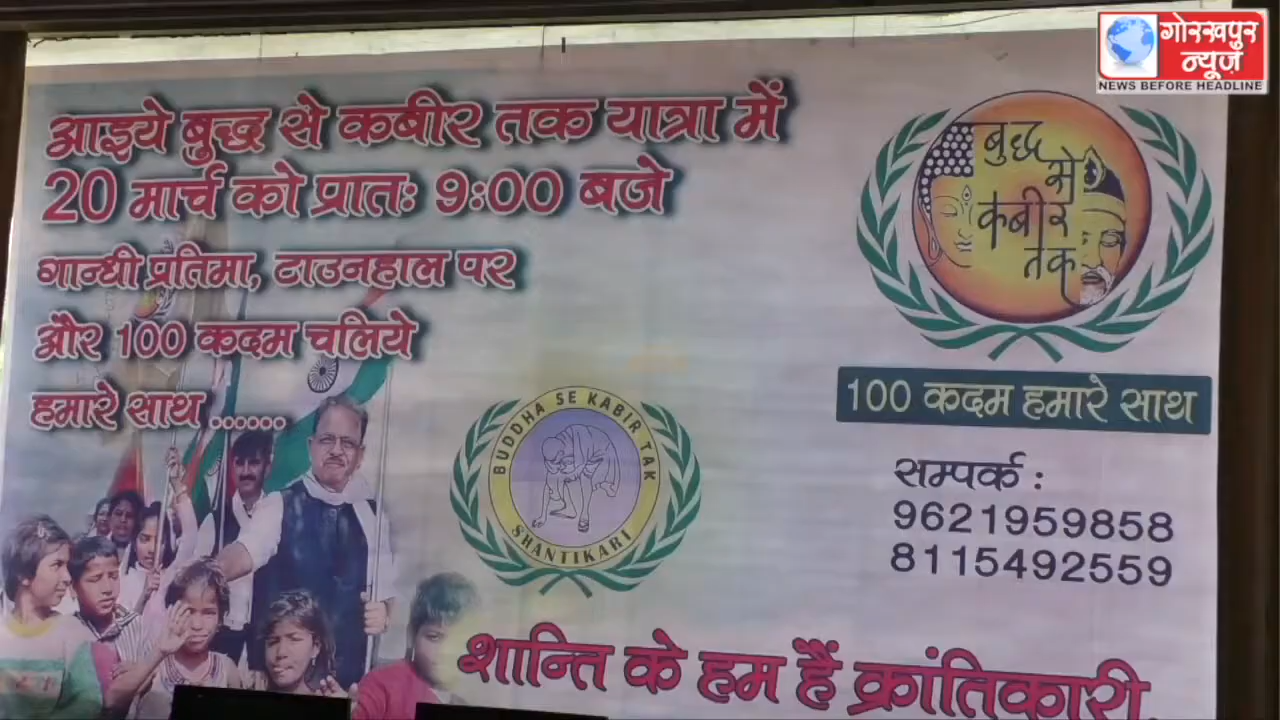 गोरखपुर
न्यूज़
NEWS BEFORE HEADLINE
आइये बुद्ध से कबीर तक यात्रा में
20 मार्च को प्रातः 9:00 बजे
गान्धी प्रतिमा, टाउनहाल पर
और 100 कदम चलिये
हमारे साथ ......
बुद्ध
से
कबीर
तक
100 कदम हमारे साथ
BUDDHA SE KABIR TAK
SHANTIKARI
सम्पर्क :
9621959858
8115492559
शान्ति के हम हैं क्रांतिकारी